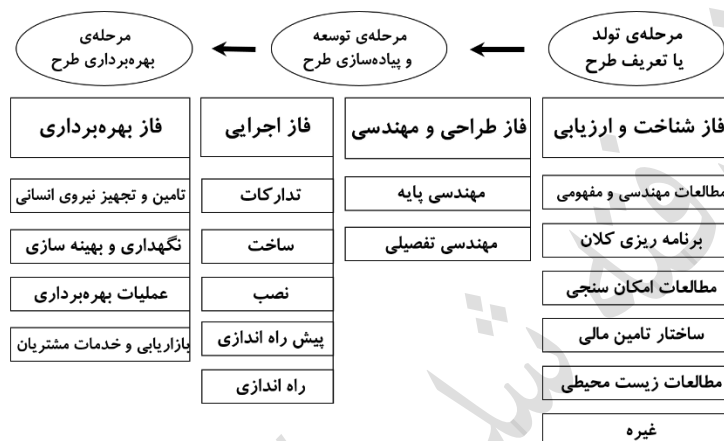 مرحله‌ی تولد
یا تعریف طرح
مرحله‌ی توسعه
و پیاده‌سازی طرح
مرحله‌ی
بهره‌برداری طرح
فاز شناخت و ارزیابی
مطالعات مهندسی و مفهومی
برنامه ریزی کلان
مطالعات امکان سنجی
ساختار تامین مالی
مطالعات زیست محیطی
غیره
فاز طراحی و مهندسی
مهندسی پایه
مهندسی تفصیلی
فاز اجرایی
تدارکات
ساخت
نصب
پیش راه اندازی
راه اندازی
فاز بهره‌برداری
تامین و تجهیز نیروی انسانی
نگهداری و بهینه سازی
عملیات بهره‌برداری
بازاریابی و خدمات مشتریان